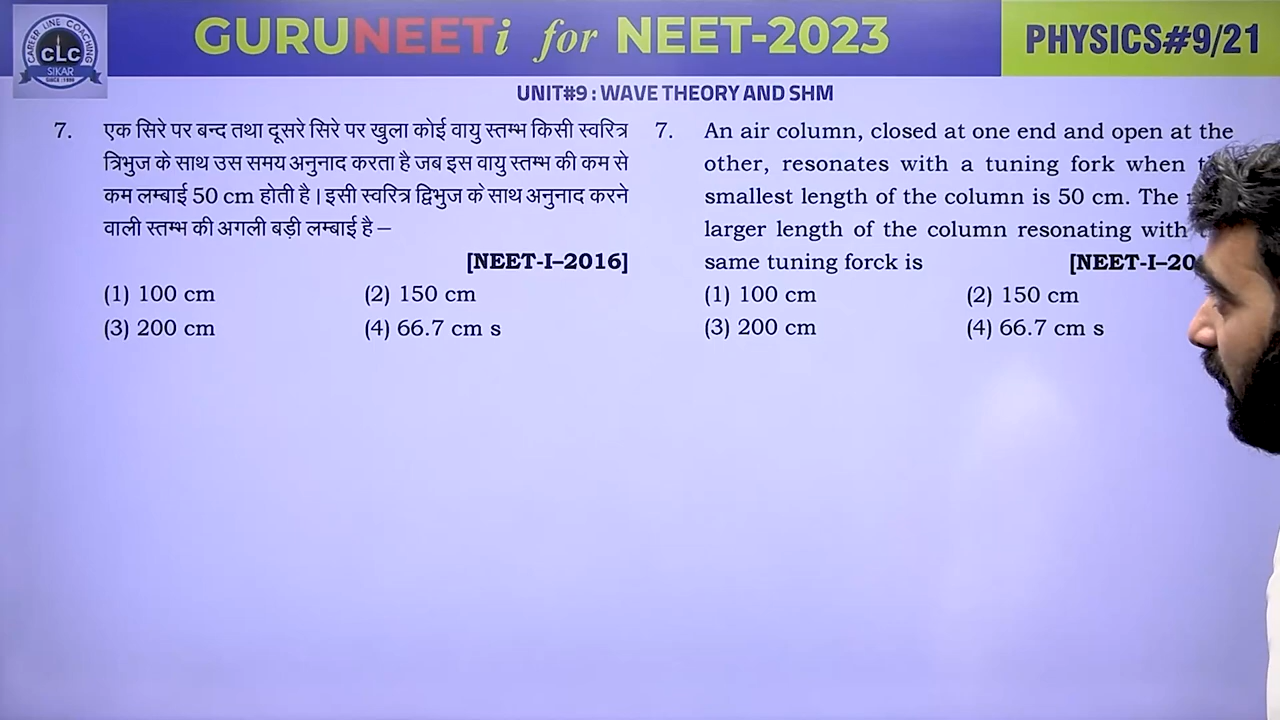 CAREER LINE COACHING
CLC
SIKAR
SINCE : 1996
GURUNEETi for NEET-2023
PHYSICS#9/21
UNIT#9 : WAVE THEORY AND SHM
7. एक सिरे पर बन्द तथा दूसरे सिरे पर खुला कोई वायु स्तम्भ किसी स्वरित्र
त्रिभुज के साथ उस समय अनुनाद करता है जब इस वायु स्तम्भ की कम से
कम लम्बाई 50 cm होती है। इसी स्वरित्र द्विभुज के साथ अनुनाद करने
वाली स्तम्भ की अगली बड़ी लम्बाई है –
[NEET-I–2016]
(1) 100 cm (2) 150 cm
(3) 200 cm (4) 66.7 cm s
7. An air column, closed at one end and open at the
other, resonates with a tuning fork when
smallest length of the column is 50 cm. The
larger length of the column resonating with
same tuning forck is [NEET-I–20
(1) 100 cm (2) 150 cm
(3) 200 cm (4) 66.7 cm s